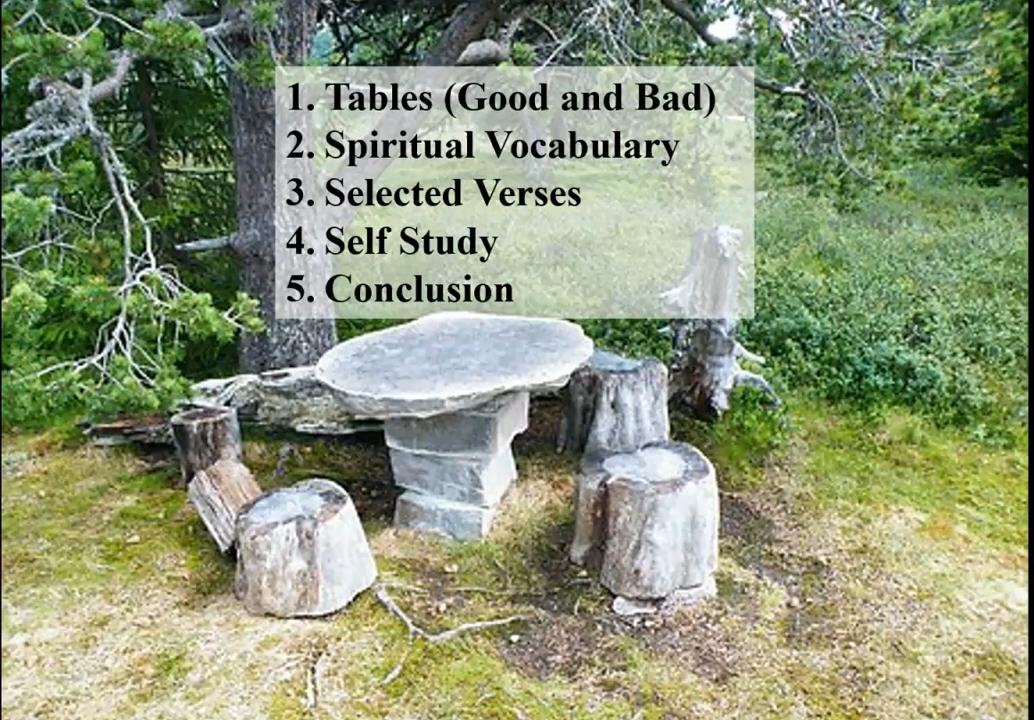 1. Tables (Good and Bad)
2. Spiritual Vocabulary
3. Selected Verses
4. Self Study
5. Conclusion